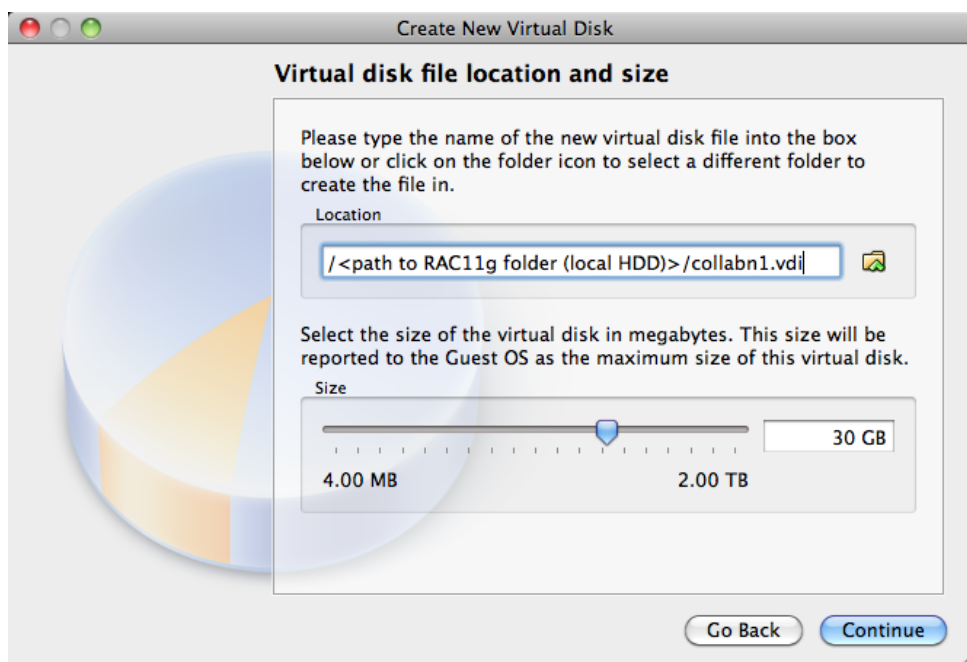 Create New Virtual Disk
Virtual disk file location and size
Please type the name of the new virtual disk file into the box
below or click on the folder icon to select a different folder to
create the file in.
Location
/<path to RAC11g folder (local HDD)>/collabn1.vdi
Select the size of the virtual disk in megabytes. This size will be
reported to the Guest OS as the maximum size of this virtual disk.
Size
30 GB
4.00 MB 2.00 TB
Go Back Continue